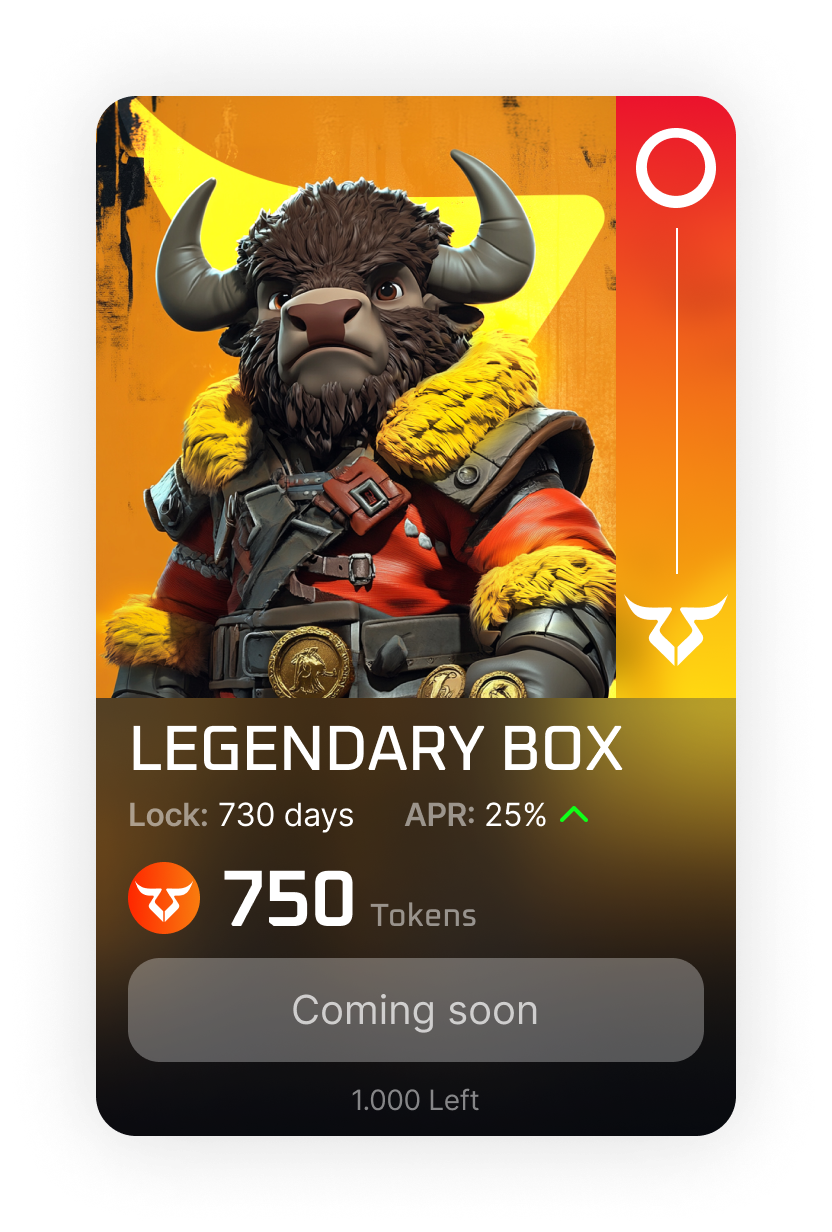 LEGENDARY BOX
Lock: 730 days APR: 25%
750 Tokens
Coming soon
1.000 Left